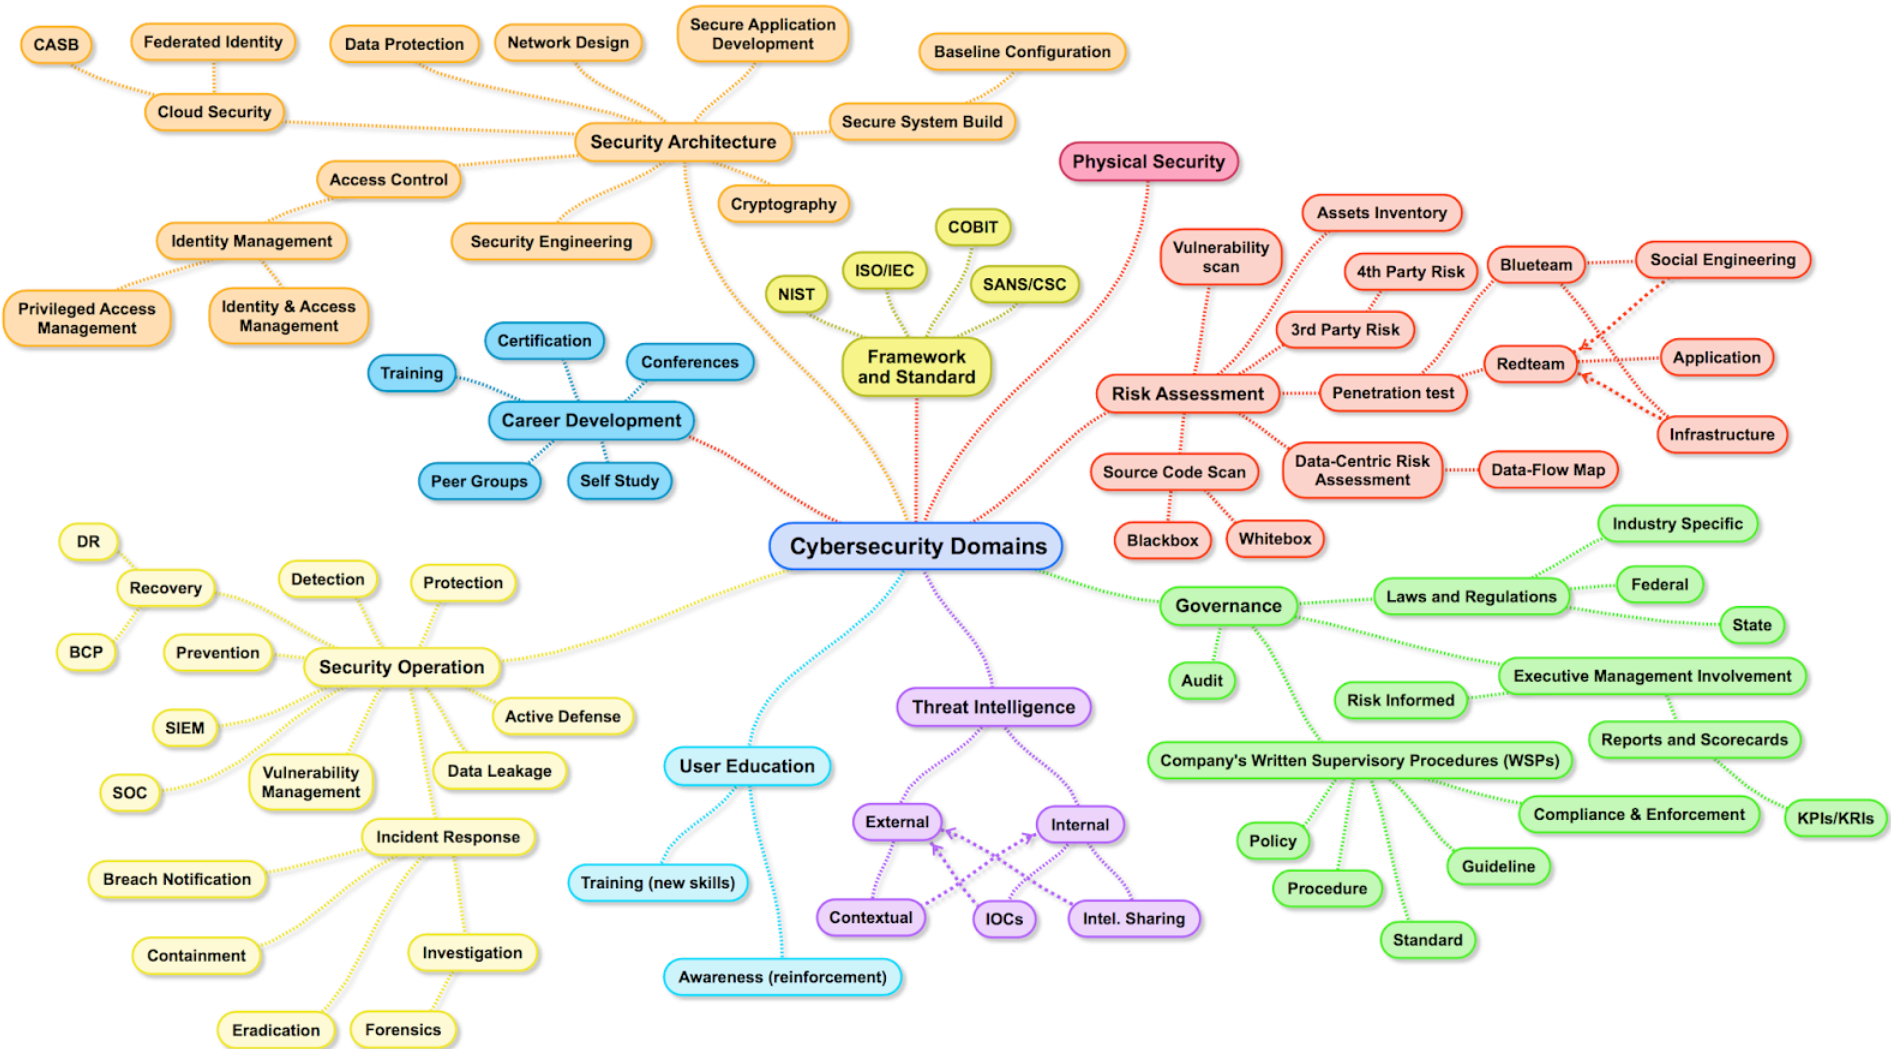 CASB
Federated Identity
Data Protection
Network Design
Secure Application
Development
Baseline Configuration
Cloud Security
Secure System Build
Security Architecture
Physical Security
Access Control
Cryptography
Identity Management
Security Engineering
Privileged Access
Management
Identity & Access
Management
COBIT
ISO/IEC
SANS/CSC
NIST
Framework
and Standard
Certification
Conferences
Training
Career Development
Peer Groups
Self Study
Assets Inventory
Vulnerability
scan
4th Party Risk
Blueteam
Social Engineering
3rd Party Risk
Redteam
Application
Risk Assessment
Penetration test
Infrastructure
Source Code Scan
Data-Centric Risk
Assessment
Data-Flow Map
Blackbox
Whitebox
Cybersecurity Domains
DR
Recovery
Detection
Protection
BCP
Prevention
Security Operation
SIEM
Active Defense
SOC
Vulnerability
Management
Data Leakage
Incident Response
Breach Notification
Containment
Investigation
Eradication
Forensics
User Education
Training (new skills)
Awareness (reinforcement)
Threat Intelligence
External
Internal
Contextual
IOCs
Intel. Sharing
Industry Specific
Federal
Laws and Regulations
Governance
State
Audit
Executive Management Involvement
Risk Informed
Reports and Scorecards
Company's Written Supervisory Procedures (WSPs)
Compliance & Enforcement
KPIs/KRIs
Policy
Guideline
Procedure
Standard